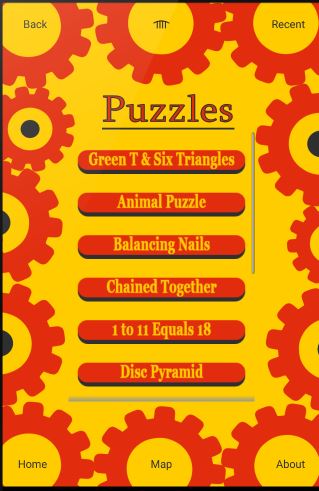 Back
Recent
Puzzles
Green T & Six Triangles
Animal Puzzle
Balancing Nails
Chained Together
1 to 11 Equals 18
Disc Pyramid
Home
Map
About